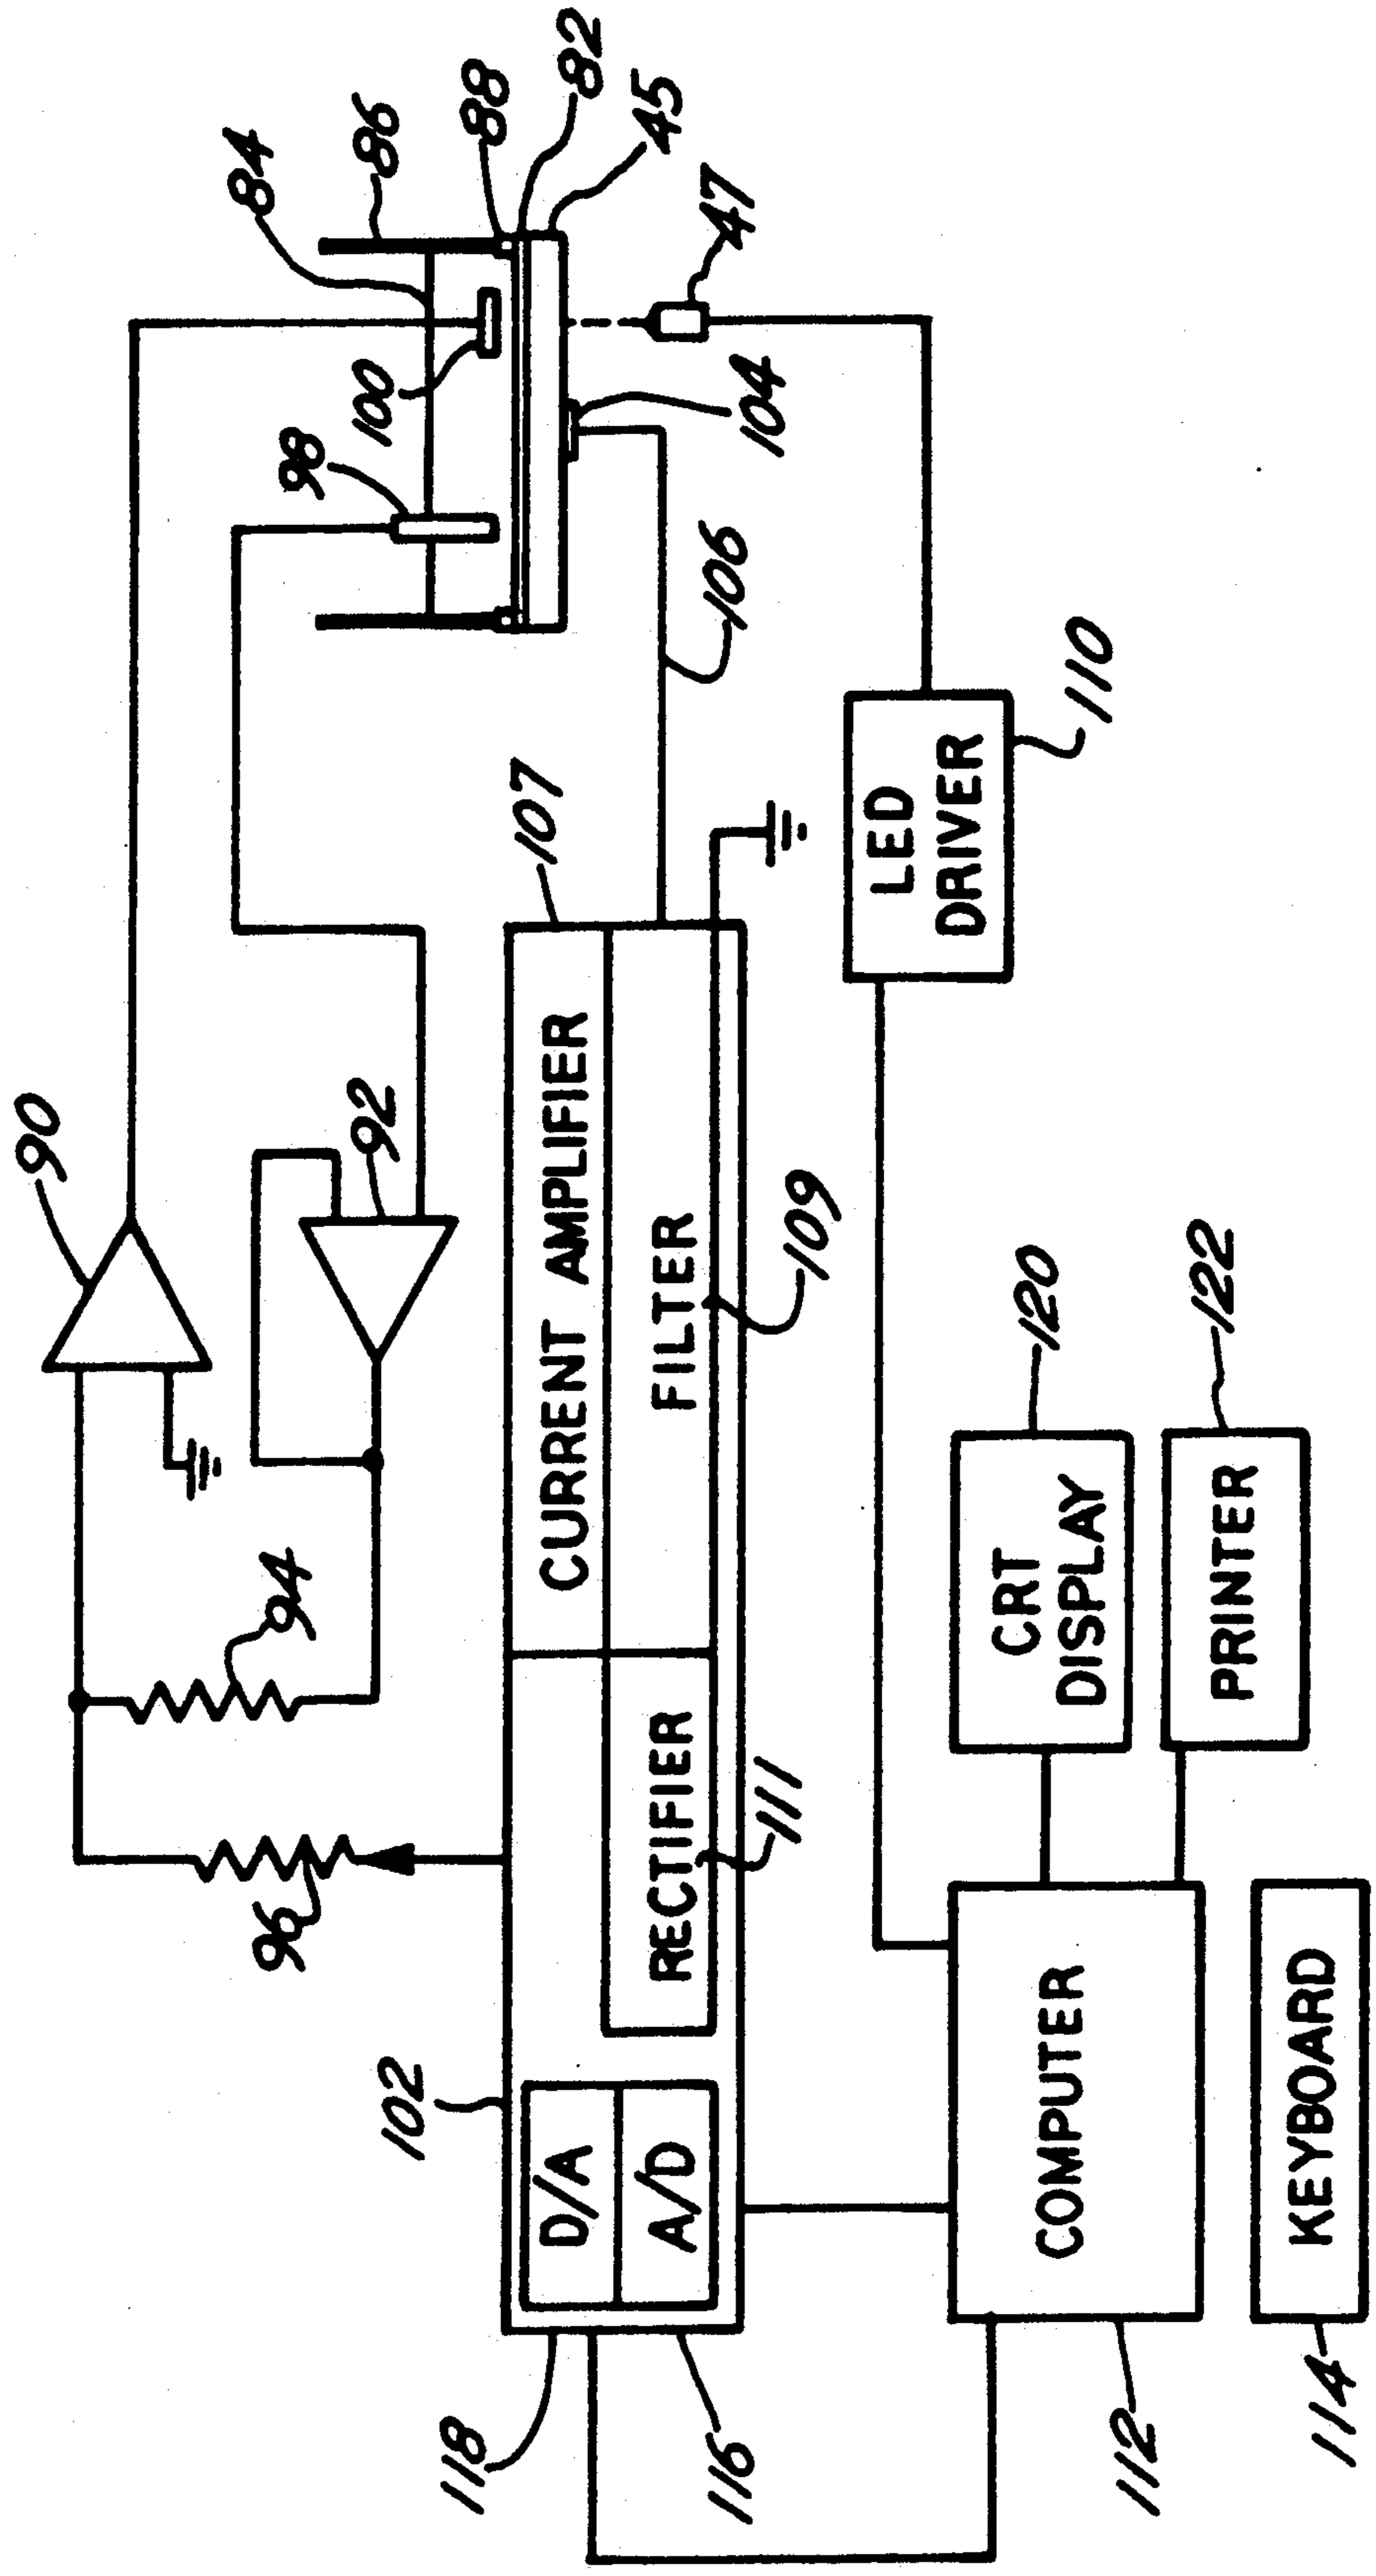 90
84
86
88
82
45
98
100
92
94
96
47
104
106
102
107
CURRENT AMPLIFIER
FILTER
109
RECTIFIER
111
D/A
A/D
118
116
LED
DRIVER
110
CRT
DISPLAY
120
PRINTER
122
COMPUTER
112
KEYBOARD
114